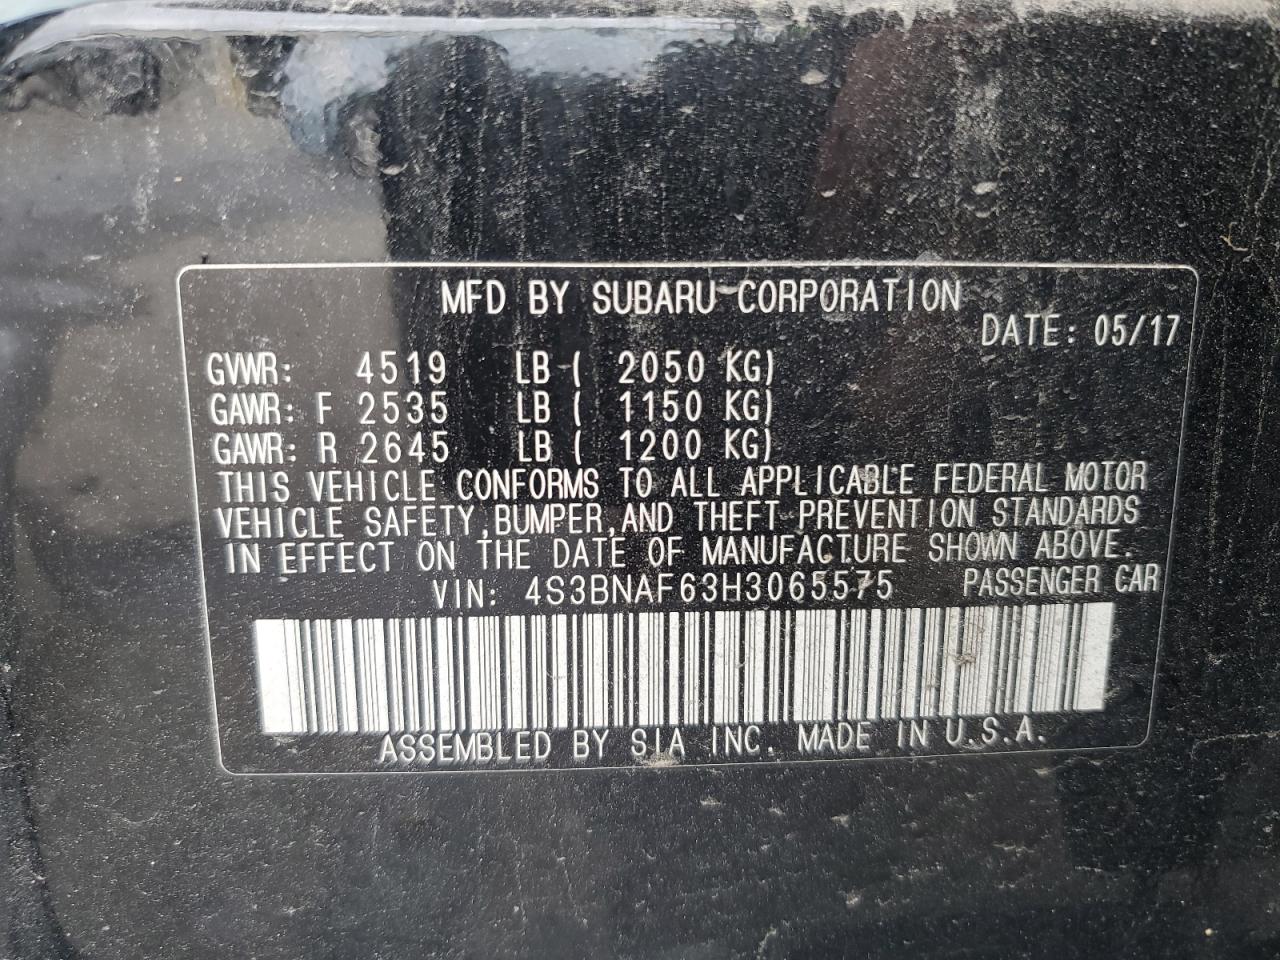 MFD BY SUBARU CORPORATION
DATE: 05/17
GVWR: 4519 LB ( 2050 KG)
GAWR: F 2535 LB ( 1150 KG)
GAWR: R 2645 LB ( 1200 KG)
THIS VEHICLE CONFORMS TO ALL APPLICABLE FEDERAL MOTOR
VEHICLE SAFETY,BUMPER,AND THEFT PREVENTION STANDARDS
IN EFFECT ON THE DATE OF MANUFACTURE SHOWN ABOVE.
VIN: 4S3BNAF63H3065575 PASSENGER CAR
ASSEMBLED BY SIA INC. MADE IN U.S.A.